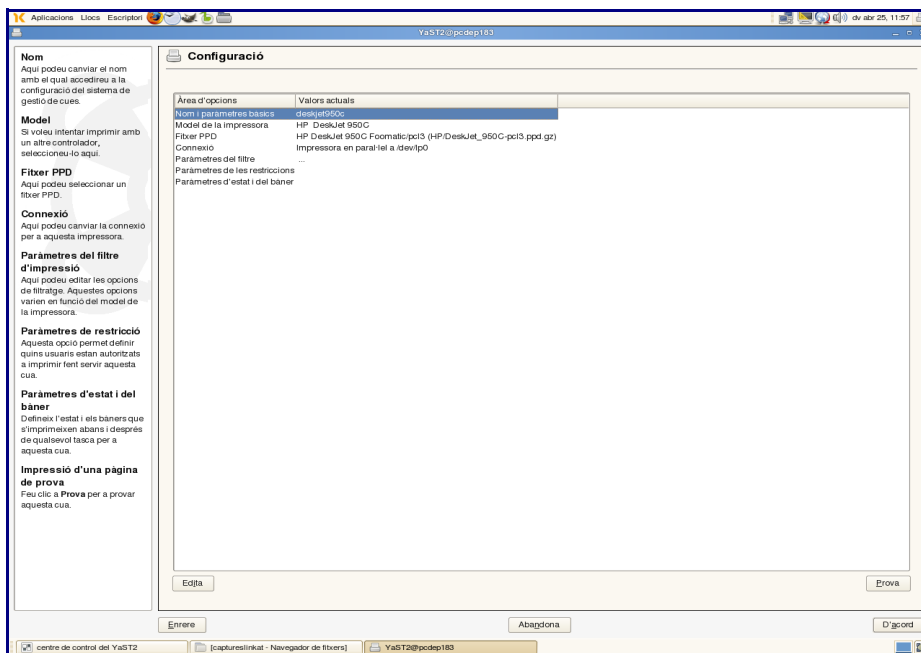 Aplicacions Llocs Escriptori
dv abr 25, 11:57
YaST2@pcdep183
Nom
Aquí podeu canviar el nom
amb el qual accedireu a la
configuració del sistema de
gestió de cues.
Model
Si voleu intentar imprimir amb
un altre controlador,
seleccioneu-lo aquí.
Fitxer PPD
Aquí podeu seleccionar un
fitxer PPD.
Connexió
Aquí podeu canviar la connexió
per a aquesta impressora.
Paràmetres del filtre
d'impressió
Aquí podeu editar les opcions
de filtratge. Aquestes opcions
varien en funció del model de
la impressora.
Paràmetres de restricció
Aquesta opció permet definir
quins usuaris estan autoritzats
a imprimir fent servir aquesta
cua.
Paràmetres d'estat i del
bàner
Defineix l'estat i els bàners que
s'imprimeixen abans i després
de qualsevol tasca per a
aquesta cua.
Impressió d'una pàgina
de prova
Feu clic a Prova per a provar
aquesta cua.
Configuració
Àrea d'opcions Valors actuals
Nom i paràmetres bàsics deskjet950c
Model de la impressora HP DeskJet 950C
Fitxer PPD HP DeskJet 950C Foomatic/pcl3 (HP/DeskJet_950C-pcl3.ppd.gz)
Connexió Impressora en paral·lel a /dev/lp0
Paràmetres del filtre ...
Paràmetres de les restriccions
Paràmetres d'estat i del bàner
Edita Prova
Enrere Abandona D'acord
centre de control del YaST2 [captureslinkat - Navegador de fitxers] YaST2@pcdep183